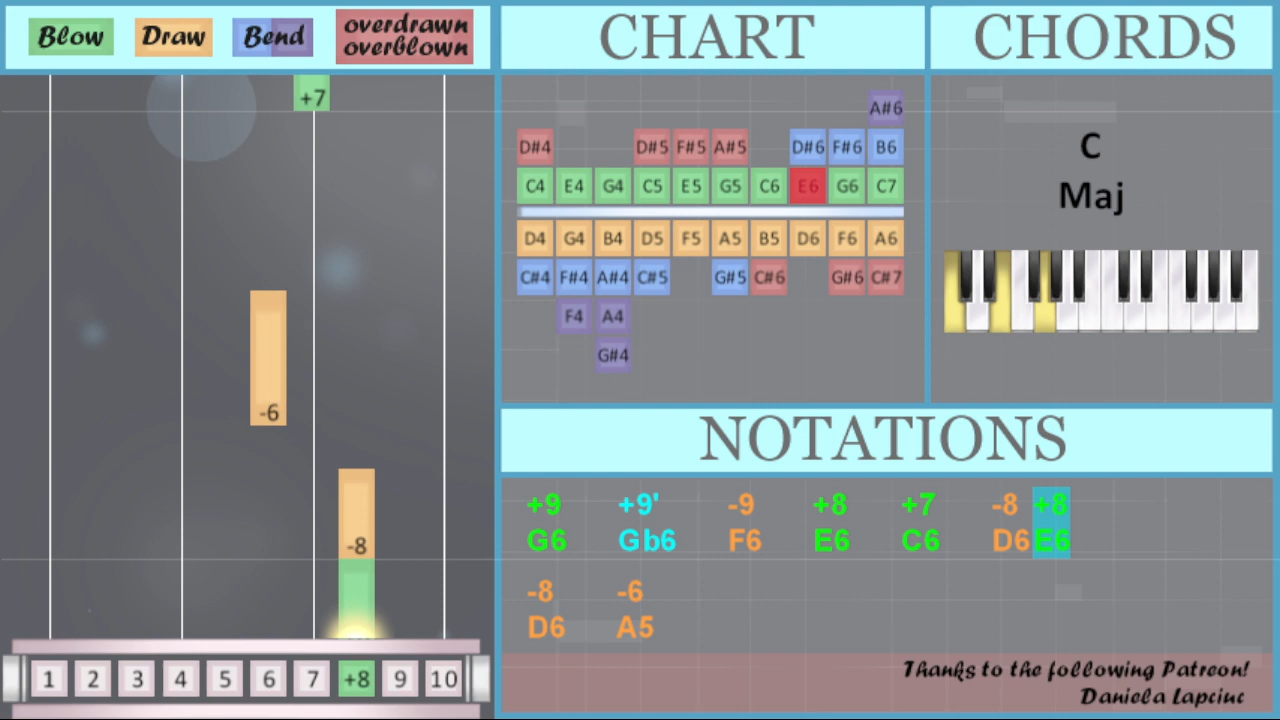 Blow Draw Bend overdrawn
overblown
CHART
CHORDS
+7
-6
-8
1 2 3 4 5 6 7 +8 9 10
A#6
D#4 D#5 F#5 A#5 D#6 F#6 B6
C4 E4 G4 C5 E5 G5 C6 E6 G6 C7
D4 G4 B4 D5 F5 A5 B5 D6 F6 A6
C#4 F#4 A#4 C#5 G#5 C#6 G#6 C#7
F4 A4
G#4
C
Maj
NOTATIONS
+9 +9' -9 +8 +7 -8 +8
G6 Gb6 F6 E6 C6 D6 E6
-8 -6
D6 A5
Thanks to the following Patreon!
Daniela Lapciuc